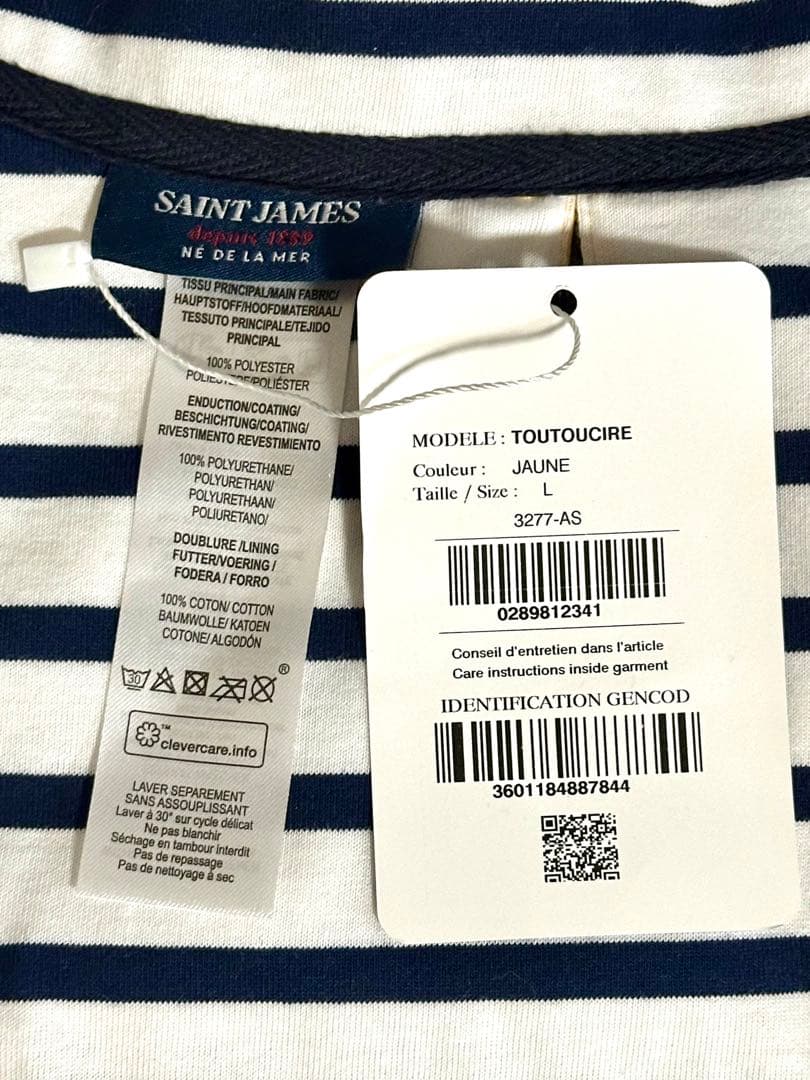 SAINT JAMES
depuis 1889
NÉ DE LA MER
TISSU PRINCIPAL/MAIN FABRIC/
HAUPTSTOFF/HOOFDMATERIAAL/
TESSUTO PRINCIPALE/TEJIDO
PRINCIPAL
100% POLYESTER
POLIESTERE/POLIÉSTER
ENDUCTION/COATING/
BESCHICHTUNG/COATING/
RIVESTIMENTO REVESTIMIENTO
100% POLYURETHANE/
POLYURETHAN/
POLYURETHAAN/
POLIURETANO/
DOUBLURE /LINING
FUTTER/VOERING /
FODERA / FORRO
100% COTON/ COTTON
BAUMWOLLE/ KATOEN
COTONE/ ALGODÓN
30 ®
™ clevercare.info
LAVER SEPAREMENT
SANS ASSOUPLISSANT
Laver à 30° sur cycle délicat
Ne pas blanchir
Séchage en tambour interdit
Pas de repassage
Pas de nettoyage à sec
MODELE : TOUTOUCIRE
Couleur : JAUNE
Taille / Size : L
3277-AS
0289812341
Conseil d'entretien dans l'article
Care instructions inside garment
IDENTIFICATION GENCOD
3601184887844